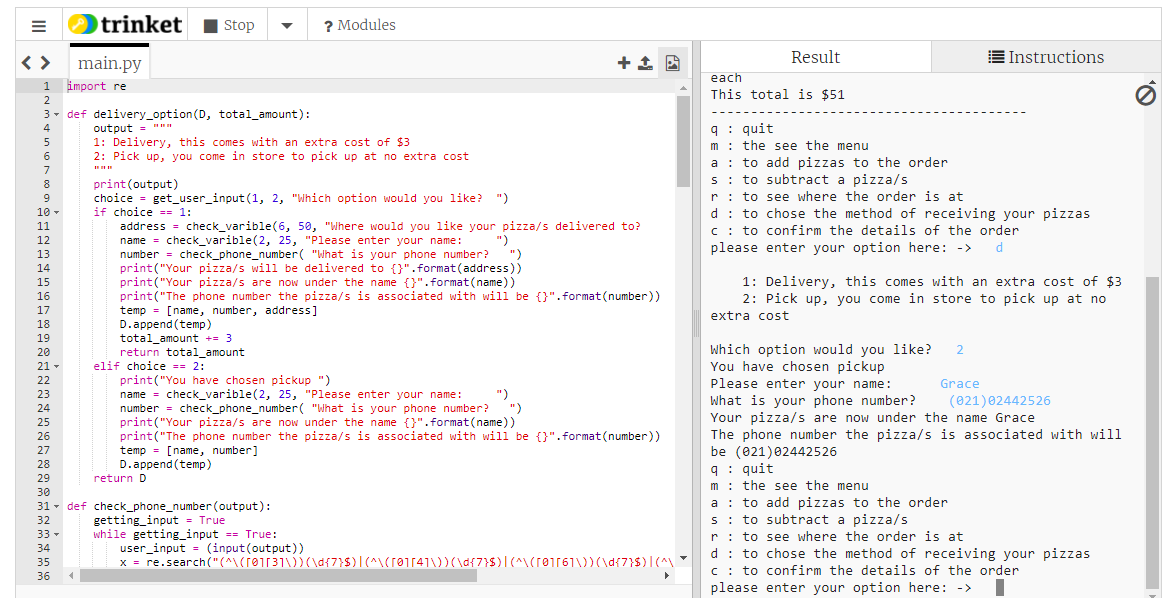 trinket
Stop
? Modules
main.py
Result
Instructions
1 import re
2
3 def delivery_option(D, total_amount):
4     output = """
5     1: Delivery, this comes with an extra cost of $3
6     2: Pick up, you come in store to pick up at no extra cost
7     """
8     print(output)
9     choice = get_user_input(1, 2, "Which option would you like?  ")
10     if choice == 1:
11         address = check_varible(6, 50, "Where would you like your pizza/s delivered to?
12         name = check_varible(2, 25, "Please enter your name:     ")
13         number = check_phone_number( "What is your phone number?   ")
14         print("Your pizza/s will be delivered to {}".format(address))
15         print("Your pizza/s are now under the name {}".format(name))
16         print("The phone number the pizza/s is associated with will be {}".format(number))
17         temp = [name, number, address]
18         D.append(temp)
19         total_amount += 3
20         return total_amount
21     elif choice == 2:
22         print("You have chosen pickup ")
23         name = check_varible(2, 25, "Please enter your name:     ")
24         number = check_phone_number( "What is your phone number?   ")
25         print("Your pizza/s are now under the name {}".format(name))
26         print("The phone number the pizza/s is associated with will be {}".format(number))
27         temp = [name, number]
28         D.append(temp)
29     return D
30
31 def check_phone_number(output):
32     getting_input = True
33     while getting_input == True:
34         user_input = (input(output))
35         x = re.search("(^\([0][3]\))(\d{7}$)|(^\([0][4]\))(\d{7}$)|(^\([0][6]\))(\d{7}$)|(^\
36
each
This total is $51
---------------------------------------
q : quit
m : the see the menu
a : to add pizzas to the order
s : to subtract a pizza/s
r : to see where the order is at
d : to chose the method of receiving your pizzas
c : to confirm the details of the order
please enter your option here: ->   d
1: Delivery, this comes with an extra cost of $3
2: Pick up, you come in store to pick up at no
extra cost
Which option would you like?   2
You have chosen pickup
Please enter your name:      Grace
What is your phone number?    (021)02442526
Your pizza/s are now under the name Grace
The phone number the pizza/s is associated with will
be (021)02442526
q : quit
m : the see the menu
a : to add pizzas to the order
s : to subtract a pizza/s
r : to see where the order is at
d : to chose the method of receiving your pizzas
c : to confirm the details of the order
please enter your option here: ->